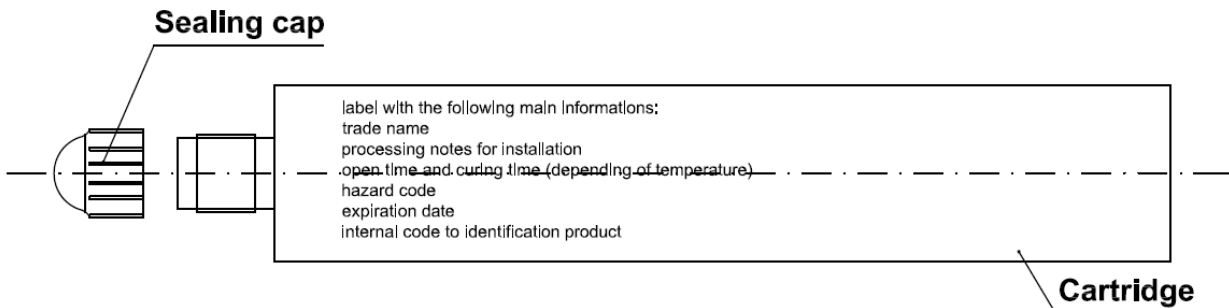 Sealing cap
label with the following main informations:
trade name
processing notes for installation
open time and curing time (depending of temperature)
hazard code
expiration date
internal code to identification product
Cartridge